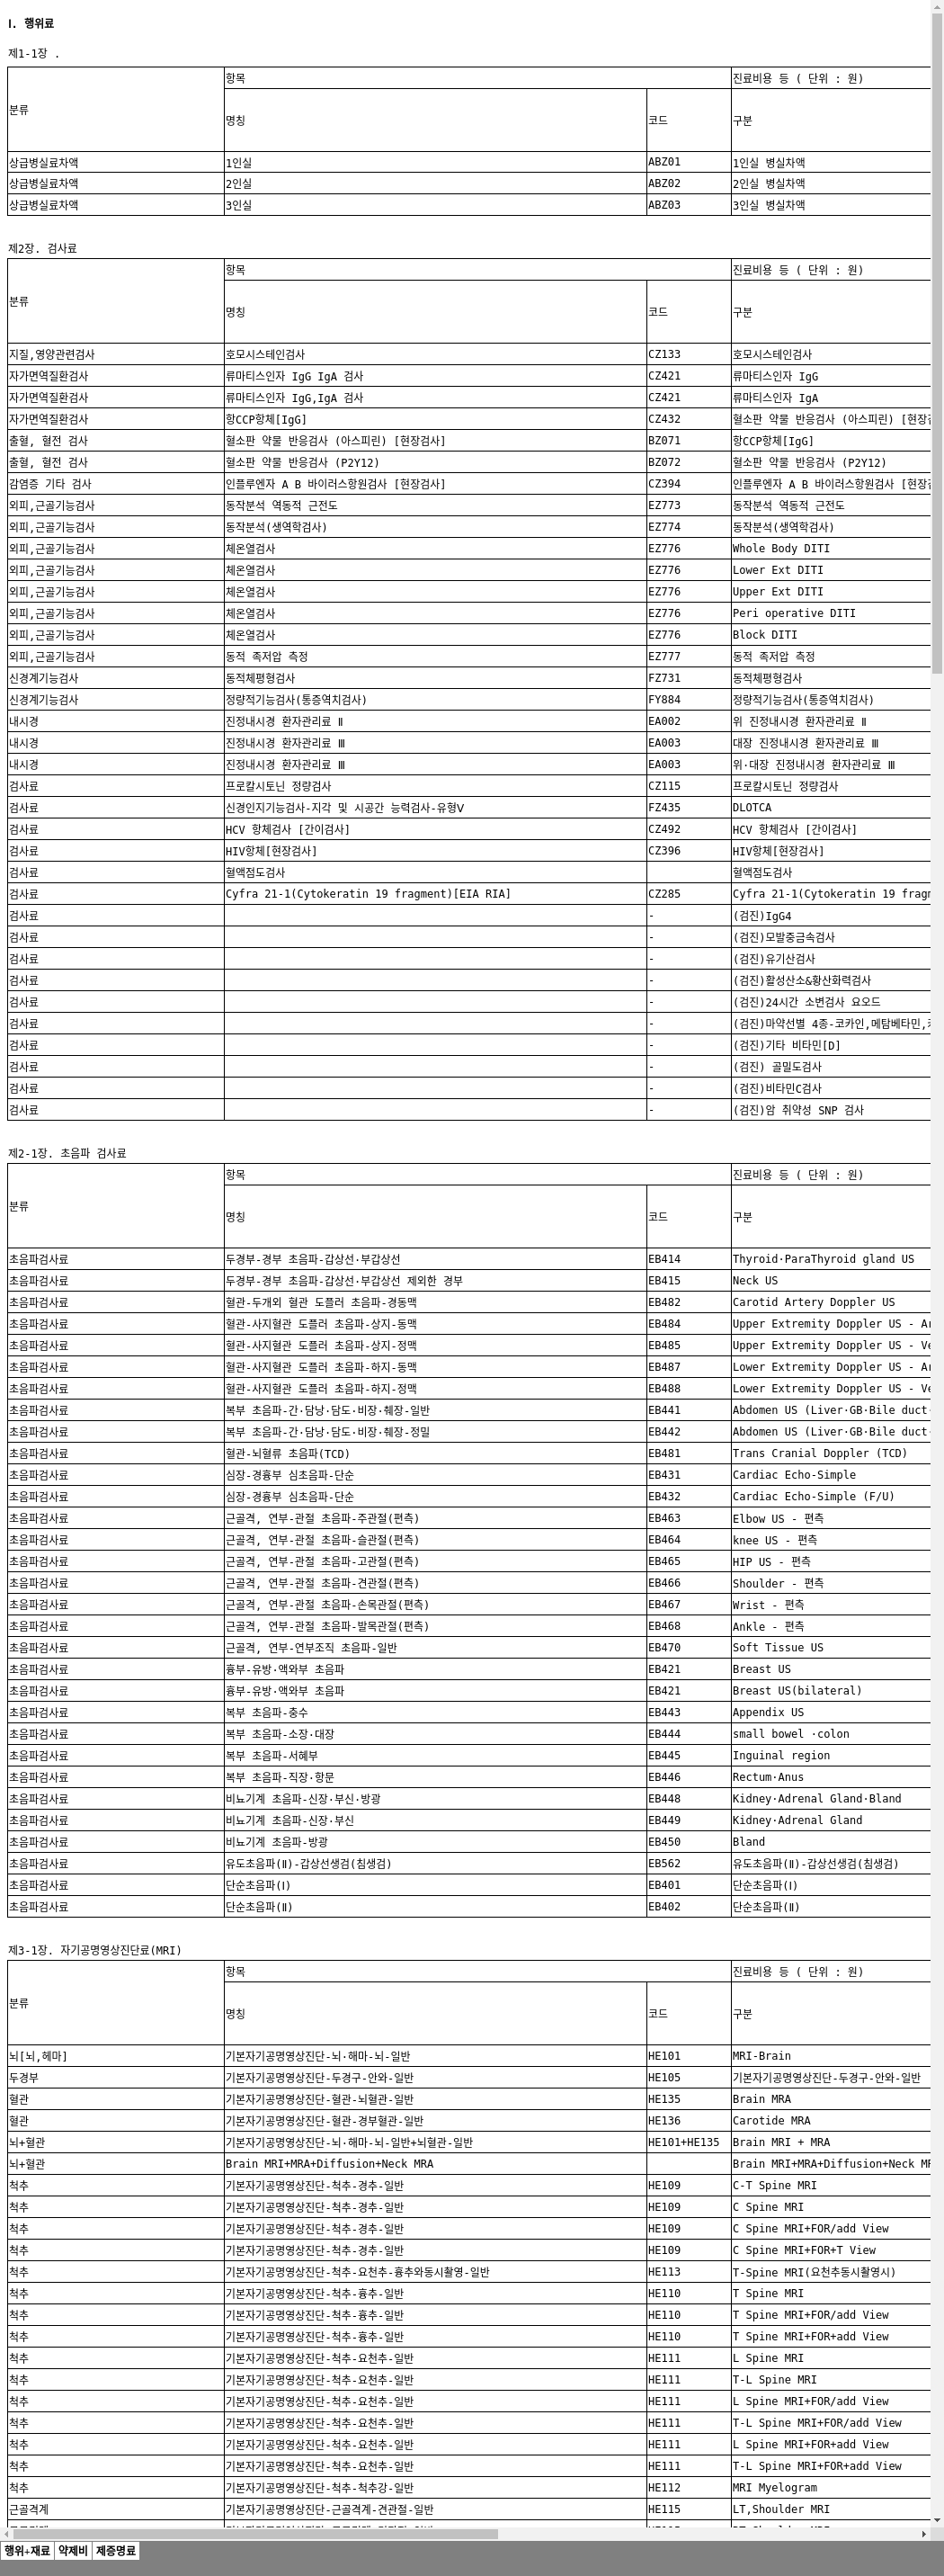 Ⅰ. 행위료
제1-1장 .
분류 항목 진료비용 등 ( 단위 : 원)
명칭 코드 구분
상급병실료차액 1인실 ABZ01 1인실 병실차액
상급병실료차액 2인실 ABZ02 2인실 병실차액
상급병실료차액 3인실 ABZ03 3인실 병실차액
제2장. 검사료
분류 항목 진료비용 등 ( 단위 : 원)
명칭 코드 구분
지질,영양관련검사 호모시스테인검사 CZ133 호모시스테인검사
자가면역질환검사 류마티스인자 IgG IgA 검사 CZ421 류마티스인자 IgG
자가면역질환검사 류마티스인자 IgG,IgA 검사 CZ421 류마티스인자 IgA
자가면역질환검사 항CCP항체[IgG] CZ432 혈소판 약물 반응검사 (아스피린)
출혈, 혈전 검사 혈소판 약물 반응검사 (아스피린) [현장검사] BZ071 항CCP항체[IgG]
출혈, 혈전 검사 혈소판 약물 반응검사 (P2Y12) BZ072 혈소판 약물 반응검사 (P2Y12)
감염증 기타 검사 인플루엔자 A B 바이러스항원검사 [현장검사] CZ394 인플루엔자 A B 바이러스항원검사
외피,근골기능검사 동작분석 역동적 근전도 EZ773 동작분석 역동적 근전도
외피,근골기능검사 동작분석(생역학검사) EZ774 동작분석(생역학검사)
외피,근골기능검사 체온열검사 EZ776 Whole Body DITI
외피,근골기능검사 체온열검사 EZ776 Lower Ext DITI
외피,근골기능검사 체온열검사 EZ776 Upper Ext DITI
외피,근골기능검사 체온열검사 EZ776 Peri operative DITI
외피,근골기능검사 체온열검사 EZ776 Block DITI
외피,근골기능검사 동적 족저압 측정 EZ777 동적 족저압 측정
신경계기능검사 동적체평형검사 FZ731 동적체평형검사
신경계기능검사 정량적기능검사(통증역치검사) FY884 정량적기능검사(통증역치검사)
내시경 진정내시경 환자관리료 Ⅱ EA002 위 진정내시경 환자관리료 Ⅱ
내시경 진정내시경 환자관리료 Ⅲ EA003 대장 진정내시경 환자관리료 Ⅲ
내시경 진정내시경 환자관리료 Ⅲ EA003 위·대장 진정내시경 환자관리료 Ⅲ
검사료 프로칼시토닌 정량검사 CZ115 프로칼시토닌 정량검사
검사료 신경인지기능검사-지각 및 시공간 능력검사-유형Ⅴ FZ435 DLOTCA
검사료 HCV 항체검사 [간이검사] CZ492 HCV 항체검사 [간이검사]
검사료 HIV항체[현장검사] CZ396 HIV항체[현장검사]
검사료 혈액점도검사 혈액점도검사
검사료 Cyfra 21-1(Cytokeratin 19 fragment)[EIA RIA] CZ285 Cyfra 21-1(Cytokeratin 19
검사료 - (검진)IgG4
검사료 - (검진)모발중금속검사
검사료 - (검진)유기산검사
검사료 - (검진)활성산소&황산화력검사
검사료 - (검진)24시간 소변검사 요오드
검사료 - (검진)마약선별 4종-코카인,메탐베타민,
검사료 - (검진)기타 비타민[D]
검사료 - (검진) 골밀도검사
검사료 - (검진)비타민C검사
검사료 - (검진)암 취약성 SNP 검사
제2-1장. 초음파 검사료
분류 항목 진료비용 등 ( 단위 : 원)
명칭 코드 구분
초음파검사료 두경부-경부 초음파-갑상선·부갑상선 EB414 Thyroid·ParaThyroid gland US
초음파검사료 두경부-경부 초음파-갑상선·부갑상선 제외한 경부 EB415 Neck US
초음파검사료 혈관-두개외 혈관 도플러 초음파-경동맥 EB482 Carotid Artery Doppler US
초음파검사료 혈관-사지혈관 도플러 초음파-상지-동맥 EB484 Upper Extremity Doppler US -
초음파검사료 혈관-사지혈관 도플러 초음파-상지-정맥 EB485 Upper Extremity Doppler US -
초음파검사료 혈관-사지혈관 도플러 초음파-하지-동맥 EB487 Lower Extremity Doppler US -
초음파검사료 혈관-사지혈관 도플러 초음파-하지-정맥 EB488 Lower Extremity Doppler US -
초음파검사료 복부 초음파-간·담낭·담도·비장·췌장-일반 EB441 Abdomen US (Liver·GB·Bile duct·
초음파검사료 복부 초음파-간·담낭·담도·비장·췌장-정밀 EB442 Abdomen US (Liver·GB·Bile duct·
초음파검사료 혈관-뇌혈류 초음파(TCD) EB481 Trans Cranial Doppler (TCD)
초음파검사료 심장-경흉부 심초음파-단순 EB431 Cardiac Echo-Simple
초음파검사료 심장-경흉부 심초음파-단순 EB432 Cardiac Echo-Simple (F/U)
초음파검사료 근골격, 연부-관절 초음파-주관절(편측) EB463 Elbow US - 편측
초음파검사료 근골격, 연부-관절 초음파-슬관절(편측) EB464 knee US - 편측
초음파검사료 근골격, 연부-관절 초음파-고관절(편측) EB465 HIP US - 편측
초음파검사료 근골격, 연부-관절 초음파-견관절(편측) EB466 Shoulder - 편측
초음파검사료 근골격, 연부-관절 초음파-손목관절(편측) EB467 Wrist - 편측
초음파검사료 근골격, 연부-관절 초음파-발목관절(편측) EB468 Ankle - 편측
초음파검사료 근골격, 연부-연부조직 초음파-일반 EB470 Soft Tissue US
초음파검사료 흉부-유방·액와부 초음파 EB421 Breast US
초음파검사료 흉부-유방·액와부 초음파 EB421 Breast US(bilateral)
초음파검사료 복부 초음파-충수 EB443 Appendix US
초음파검사료 복부 초음파-소장·대장 EB444 small bowel ·colon
초음파검사료 복부 초음파-서혜부 EB445 Inguinal region
초음파검사료 복부 초음파-직장·항문 EB446 Rectum·Anus
초음파검사료 비뇨기계 초음파-신장·부신·방광 EB448 Kidney·Adrenal Gland·Bland
초음파검사료 비뇨기계 초음파-신장·부신 EB449 Kidney·Adrenal Gland
초음파검사료 비뇨기계 초음파-방광 EB450 Bland
초음파검사료 유도초음파(Ⅱ)-갑상선생검(침생검) EB562 유도초음파(Ⅱ)-갑상선생검(침생검)
초음파검사료 단순초음파(Ⅰ) EB401 단순초음파(Ⅰ)
초음파검사료 단순초음파(Ⅱ) EB402 단순초음파(Ⅱ)
제3-1장. 자기공명영상진단료(MRI)
분류 항목 진료비용 등 ( 단위 : 원)
명칭 코드 구분
뇌[뇌,헤마] 기본자기공명영상진단-뇌·해마-뇌-일반 HE101 MRI-Brain
두경부 기본자기공명영상진단-두경구-안와-일반 HE105 기본자기공명영상진단-두경구-안와-일반
혈관 기본자기공명영상진단-혈관-뇌혈관-일반 HE135 Brain MRA
혈관 기본자기공명영상진단-혈관-경부혈관-일반 HE136 Carotide MRA
뇌+혈관 기본자기공명영상진단-뇌·해마-뇌-일반+뇌혈관-일반 HE101+HE135 Brain MRI + MRA
뇌+혈관 Brain MRI+MRA+Diffusion+Neck MRA Brain MRI+MRA+Diffusion+Neck
척추 기본자기공명영상진단-척추-경추-일반 HE109 C-T Spine MRI
척추 기본자기공명영상진단-척추-경추-일반 HE109 C Spine MRI
척추 기본자기공명영상진단-척추-경추-일반 HE109 C Spine MRI+FOR/add View
척추 기본자기공명영상진단-척추-경추-일반 HE109 C Spine MRI+FOR+T View
척추 기본자기공명영상진단-척추-요천추-흉추와동시촬영-일반 HE113 T-Spine MRI(요천추동시촬영시)
척추 기본자기공명영상진단-척추-흉추-일반 HE110 T Spine MRI
척추 기본자기공명영상진단-척추-흉추-일반 HE110 T Spine MRI+FOR/add View
척추 기본자기공명영상진단-척추-흉추-일반 HE110 T Spine MRI+FOR+add View
척추 기본자기공명영상진단-척추-요천추-일반 HE111 L Spine MRI
척추 기본자기공명영상진단-척추-요천추-일반 HE111 T-L Spine MRI
척추 기본자기공명영상진단-척추-요천추-일반 HE111 L Spine MRI+FOR/add View
척추 기본자기공명영상진단-척추-요천추-일반 HE111 T-L Spine MRI+FOR/add View
척추 기본자기공명영상진단-척추-요천추-일반 HE111 L Spine MRI+FOR+add View
척추 기본자기공명영상진단-척추-요천추-일반 HE111 T-L Spine MRI+FOR+add View
척추 기본자기공명영상진단-척추-척추강-일반 HE112 MRI Myelogram
근골격계 기본자기공명영상진단-근골격계-견관절-일반 HE115 LT,Shoulder MRI
행위+재료 약제비 제증명료